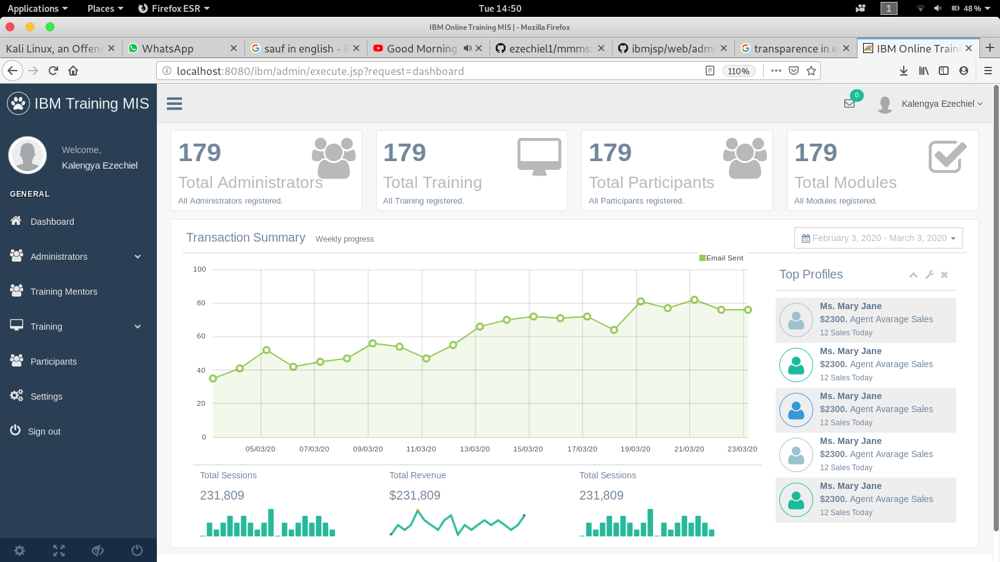 Applications Places Firefox ESR Tue 14:50 1 48 %
IBM Online Training MIS | - Mozilla Firefox
Kali Linux, an Offens WhatsApp sauf in english - Good Morning ezechiel1/mmms: ibmjsp/web/admi transparence in e IBM Online Traini
localhost:8080/ibm/admin/execute.jsp?request=dashboard 110%
IBM Training MIS
0
Kalengya Ezechiel
Welcome,
Kalengya Ezechiel
GENERAL
Dashboard
Administrators
Training Mentors
Training
Participants
Settings
Sign out
179
Total Administrators
All Administrators registered.
179
Total Training
All Training registered.
179
Total Participants
All Participants registered.
179
Total Modules
All Modules registered.
Transaction Summary Weekly progress
February 3, 2020 - March 3, 2020
Email Sent
100
80
60
40
20
0
05/03/20 07/03/20 09/03/20 11/03/20 13/03/20 15/03/20 17/03/20 19/03/20 21/03/20 23/03/20
Total Sessions
231,809
Total Revenue
$231,809
Total Sessions
231,809
Top Profiles
Ms. Mary Jane
$2300. Agent Avarage Sales
12 Sales Today
Ms. Mary Jane
$2300. Agent Avarage Sales
12 Sales Today
Ms. Mary Jane
$2300. Agent Avarage Sales
12 Sales Today
Ms. Mary Jane
$2300. Agent Avarage Sales
12 Sales Today
Ms. Mary Jane
$2300. Agent Avarage Sales
12 Sales Today